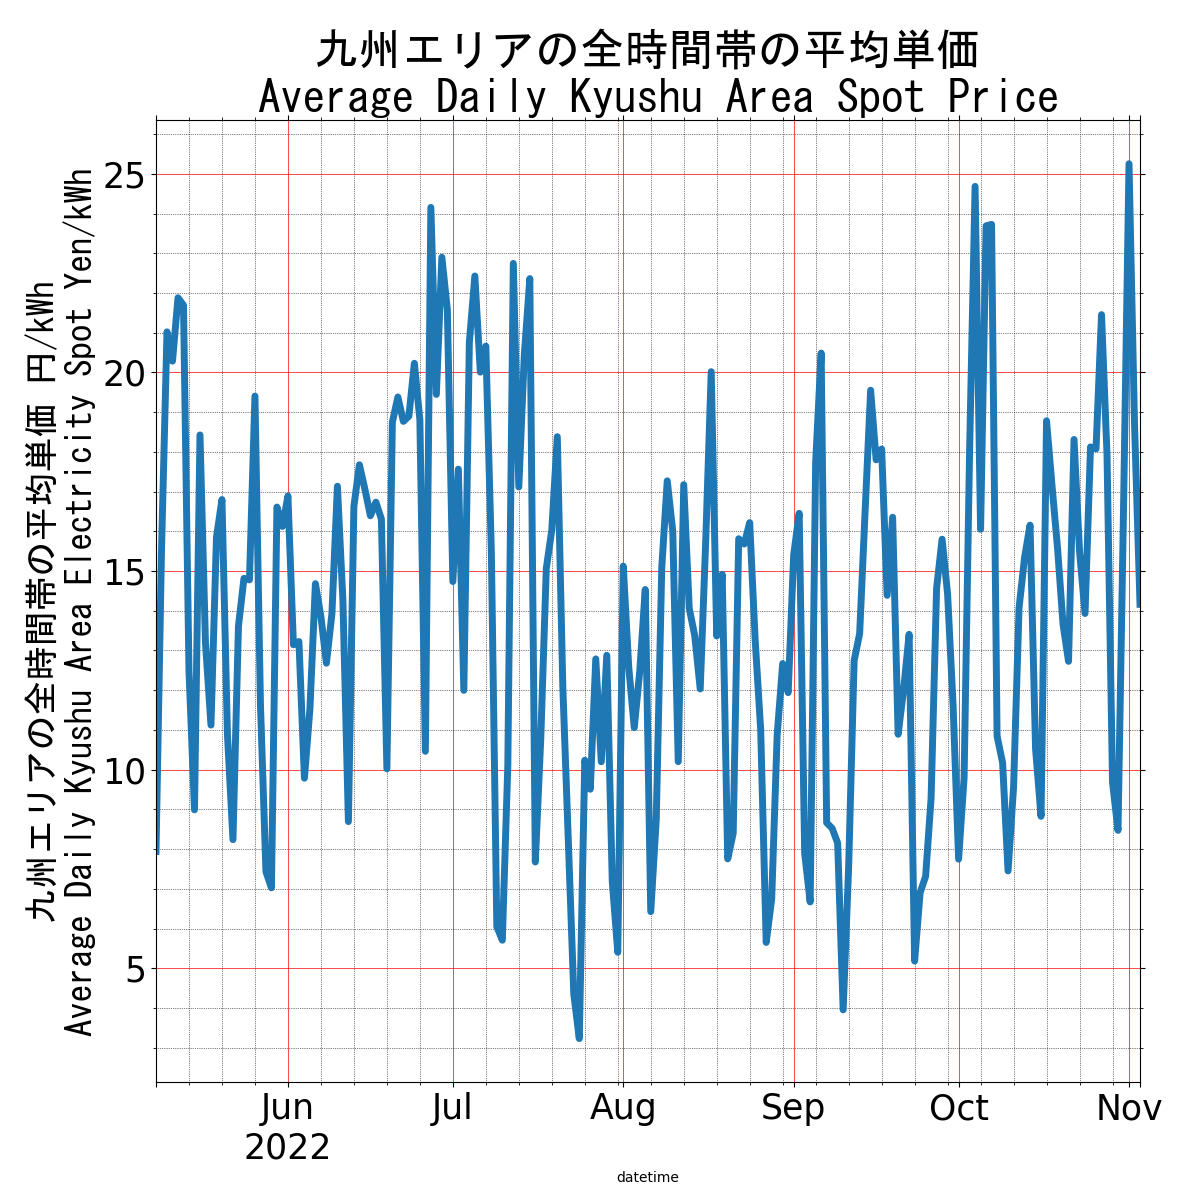 九州エリアの全時間帯の平均単価
Average Daily Kyushu Area Spot Price
九州エリアの全時間帯の平均単価 円/kWh
Average Daily Kyushu Area Electricity Spot Yen/kWh
25
20
15
10
5
Jun
2022
Jul
Aug
Sep
Oct
Nov
datetime